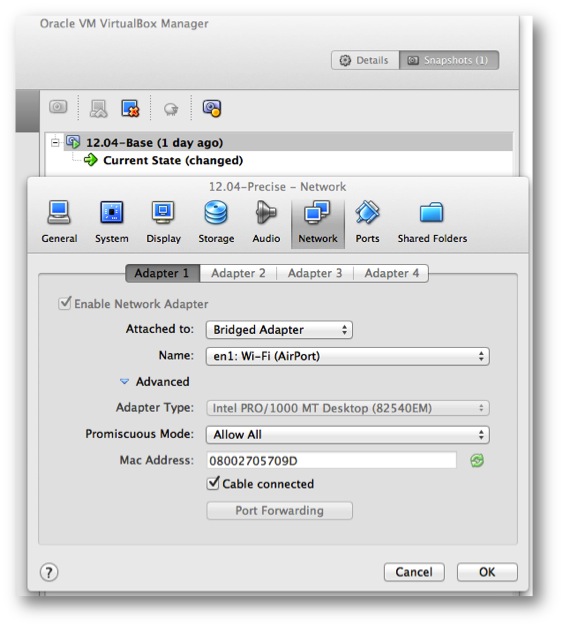 Oracle VM VirtualBox Manager
Details Snapshots (1)
12.04-Base (1 day ago)
Current State (changed)
12.04-Precise – Network
General System Display Storage Audio Network Ports Shared Folders
Adapter 1 Adapter 2 Adapter 3 Adapter 4
Enable Network Adapter
Attached to: Bridged Adapter
Name: en1: Wi-Fi (AirPort)
Advanced
Adapter Type: Intel PRO/1000 MT Desktop (82540EM)
Promiscuous Mode: Allow All
Mac Address: 08002705709D
Cable connected
Port Forwarding
? Cancel OK